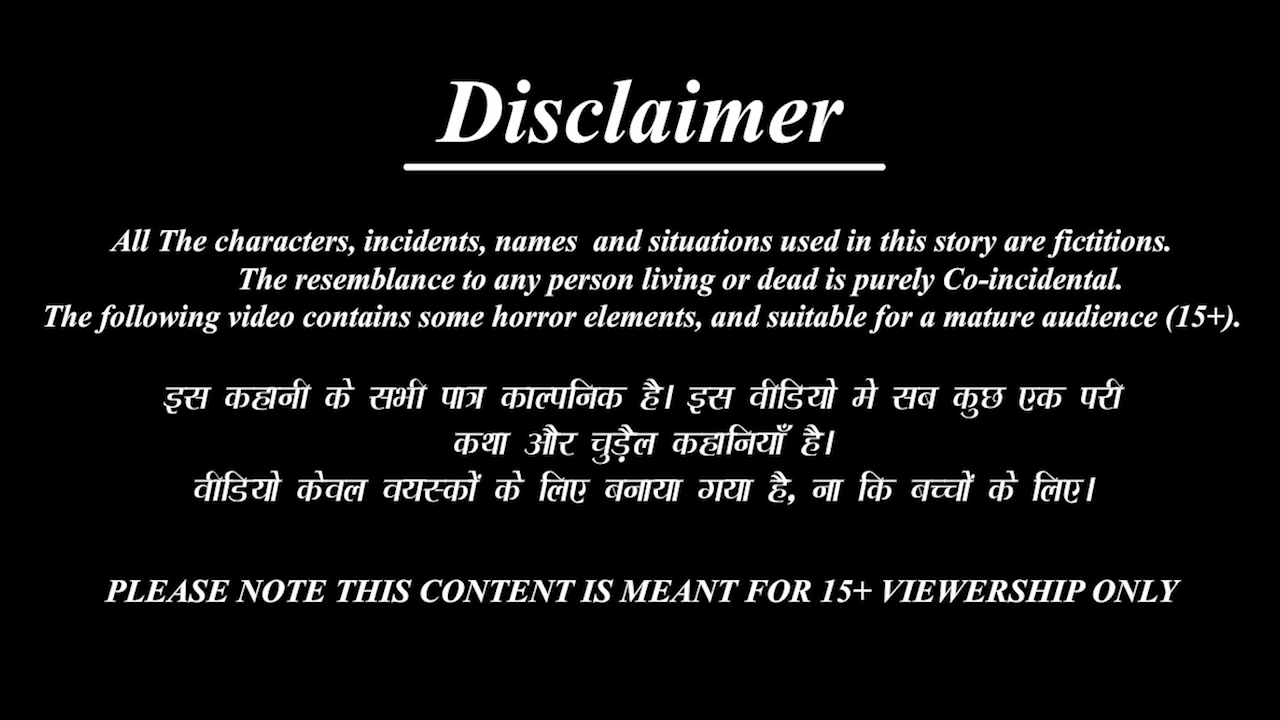 Disclaimer
All The characters, incidents, names and situations used in this story are fictitions.
The resemblance to any person living or dead is purely Co-incidental.
The following video contains some horror elements, and suitable for a mature audience (15+).
इस कहानी के सभी पात्र काल्पनिक है। इस वीडियो मे सब कुछ एक परी
कथा और चुड़ैल कहानियाँ है।
वीडियो केवल वयस्कों के लिए बनाया गया है, ना कि बच्चों के लिए।
PLEASE NOTE THIS CONTENT IS MEANT FOR 15+ VIEWERSHIP ONLY